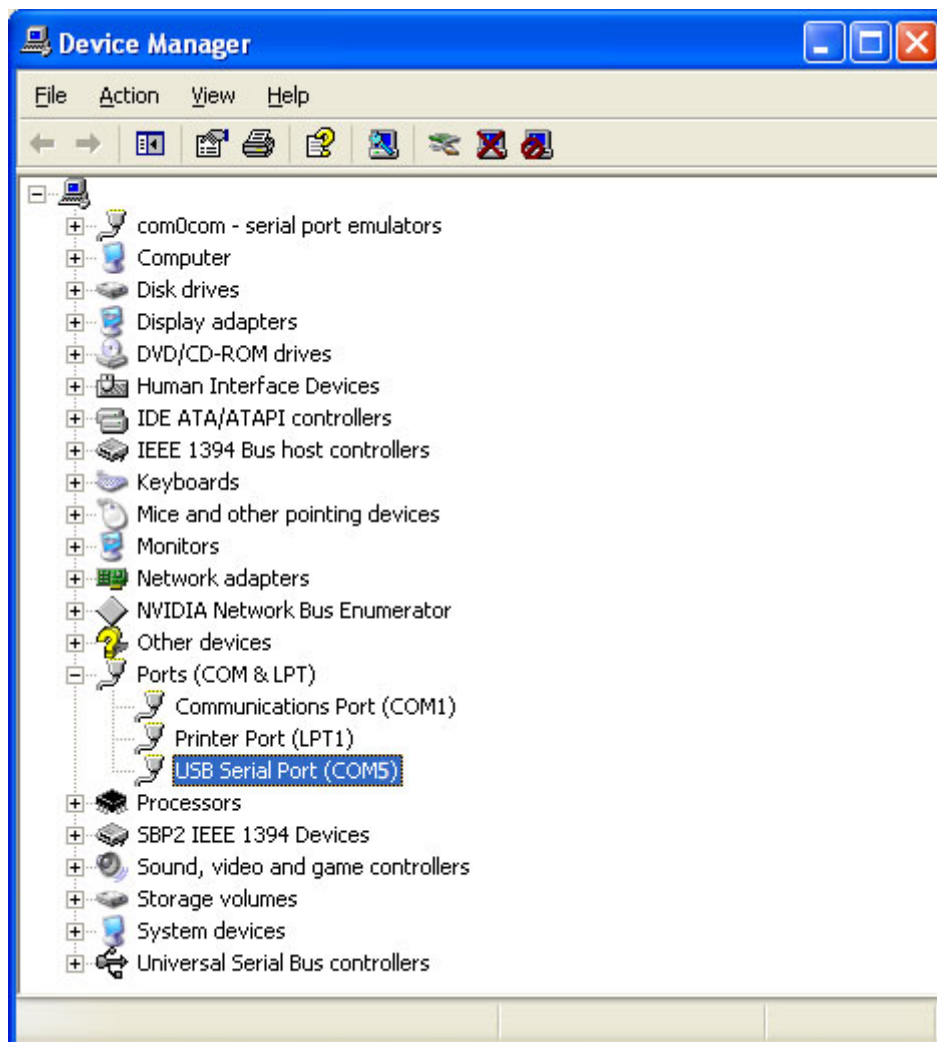 Device Manager
File Action View Help
com0com - serial port emulators
Computer
Disk drives
Display adapters
DVD/CD-ROM drives
Human Interface Devices
IDE ATA/ATAPI controllers
IEEE 1394 Bus host controllers
Keyboards
Mice and other pointing devices
Monitors
Network adapters
NVIDIA Network Bus Enumerator
Other devices
Ports (COM & LPT)
Communications Port (COM1)
Printer Port (LPT1)
USB Serial Port (COM5)
Processors
SBP2 IEEE 1394 Devices
Sound, video and game controllers
Storage volumes
System devices
Universal Serial Bus controllers